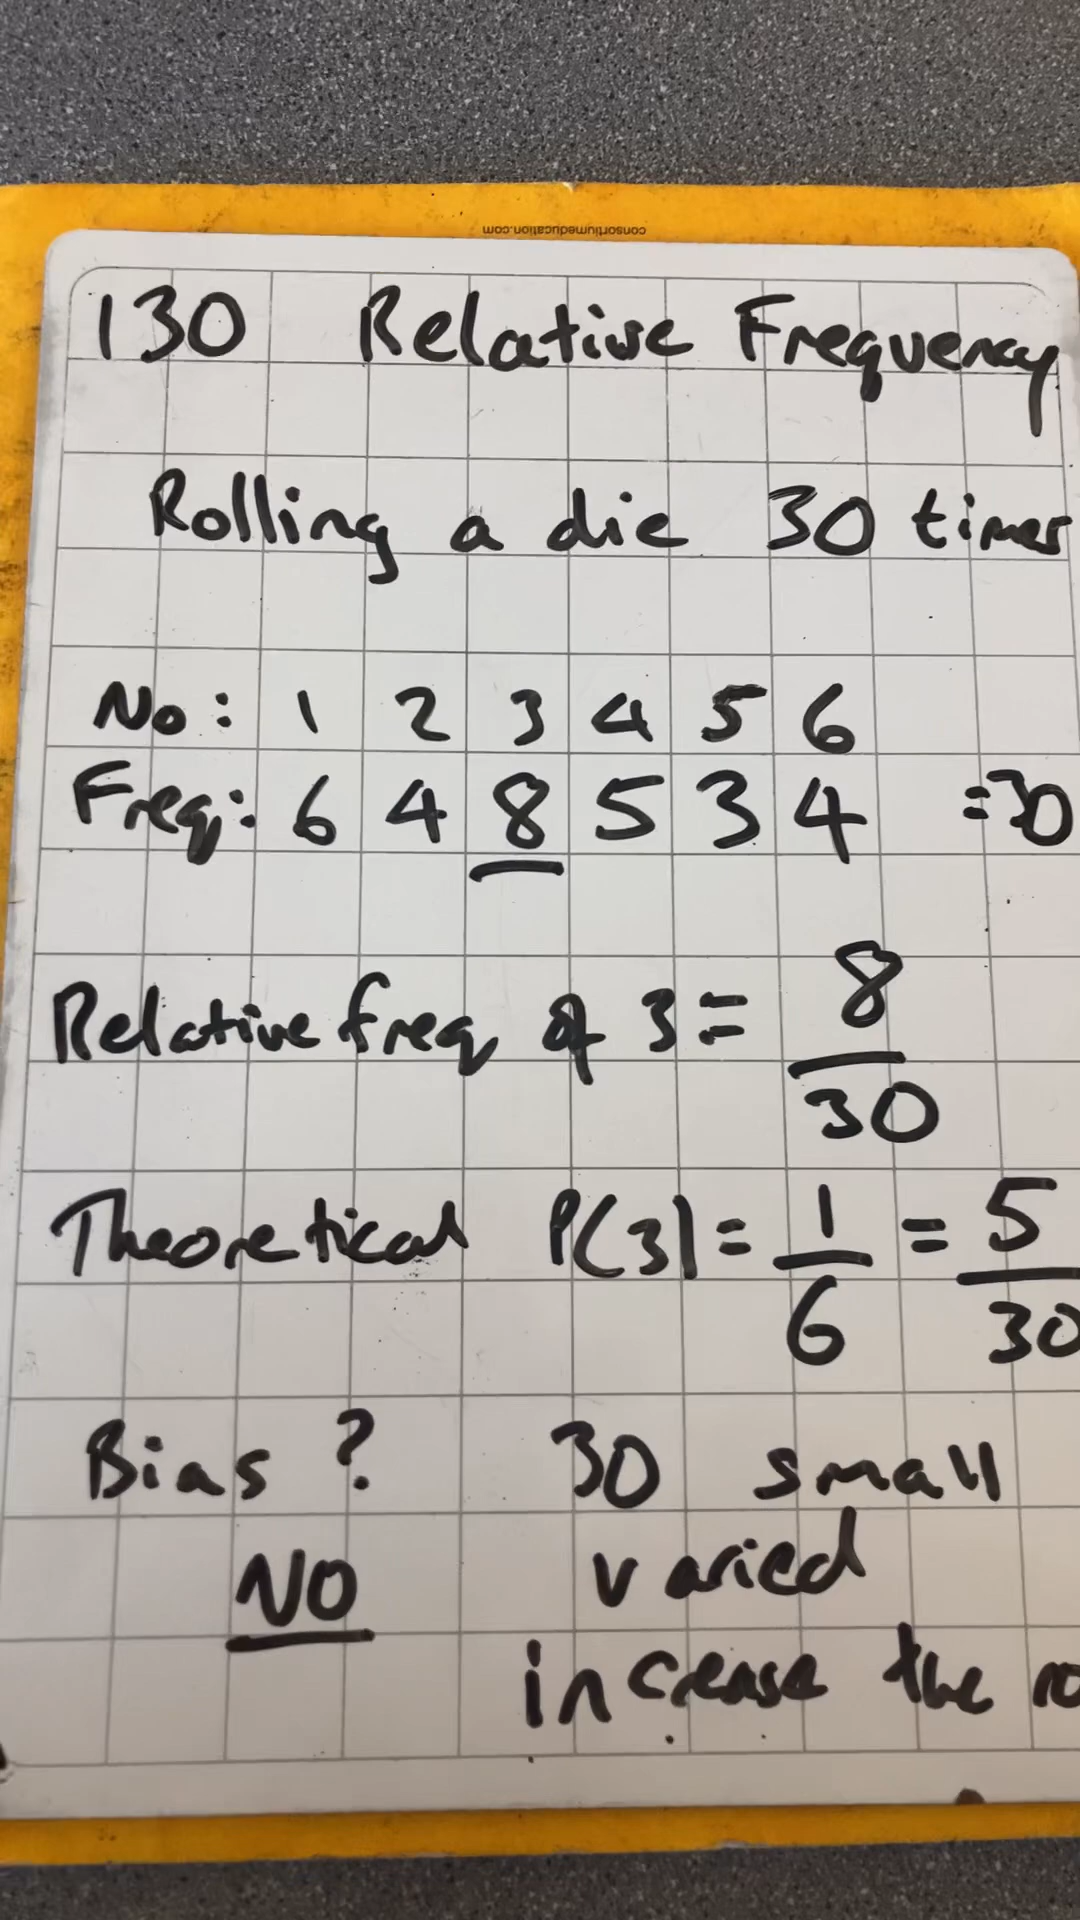 consortiumeducation.com
130 Relative Frequency
Rolling a die 30 times
No: 1 2 3 4 5 6
Freq: 6 4 8 5 3 4 =30
Relative freq of 3 = 8/30
Theoretical P(3) = 1/6 = 5/30
Bias? 30 small
NO varied
increase the